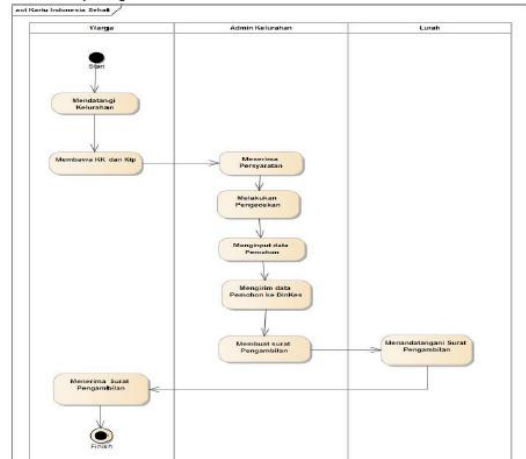 act Kartu Indonesia Sehat
Warga
Admin Kelurahan
Lurah
Start
Mendatangi
Kelurahan
Membawa KK dan Ktp
Menerima
Persyaratan
Melakukan
Pengecekan
Menginput data
Pemohon
Mengirim data
Pemohon ke DinKes
Membuat surat
Pengambilan
Menandatangani Surat
Pengambilan
Menerima Surat
Pengambilan
Finish